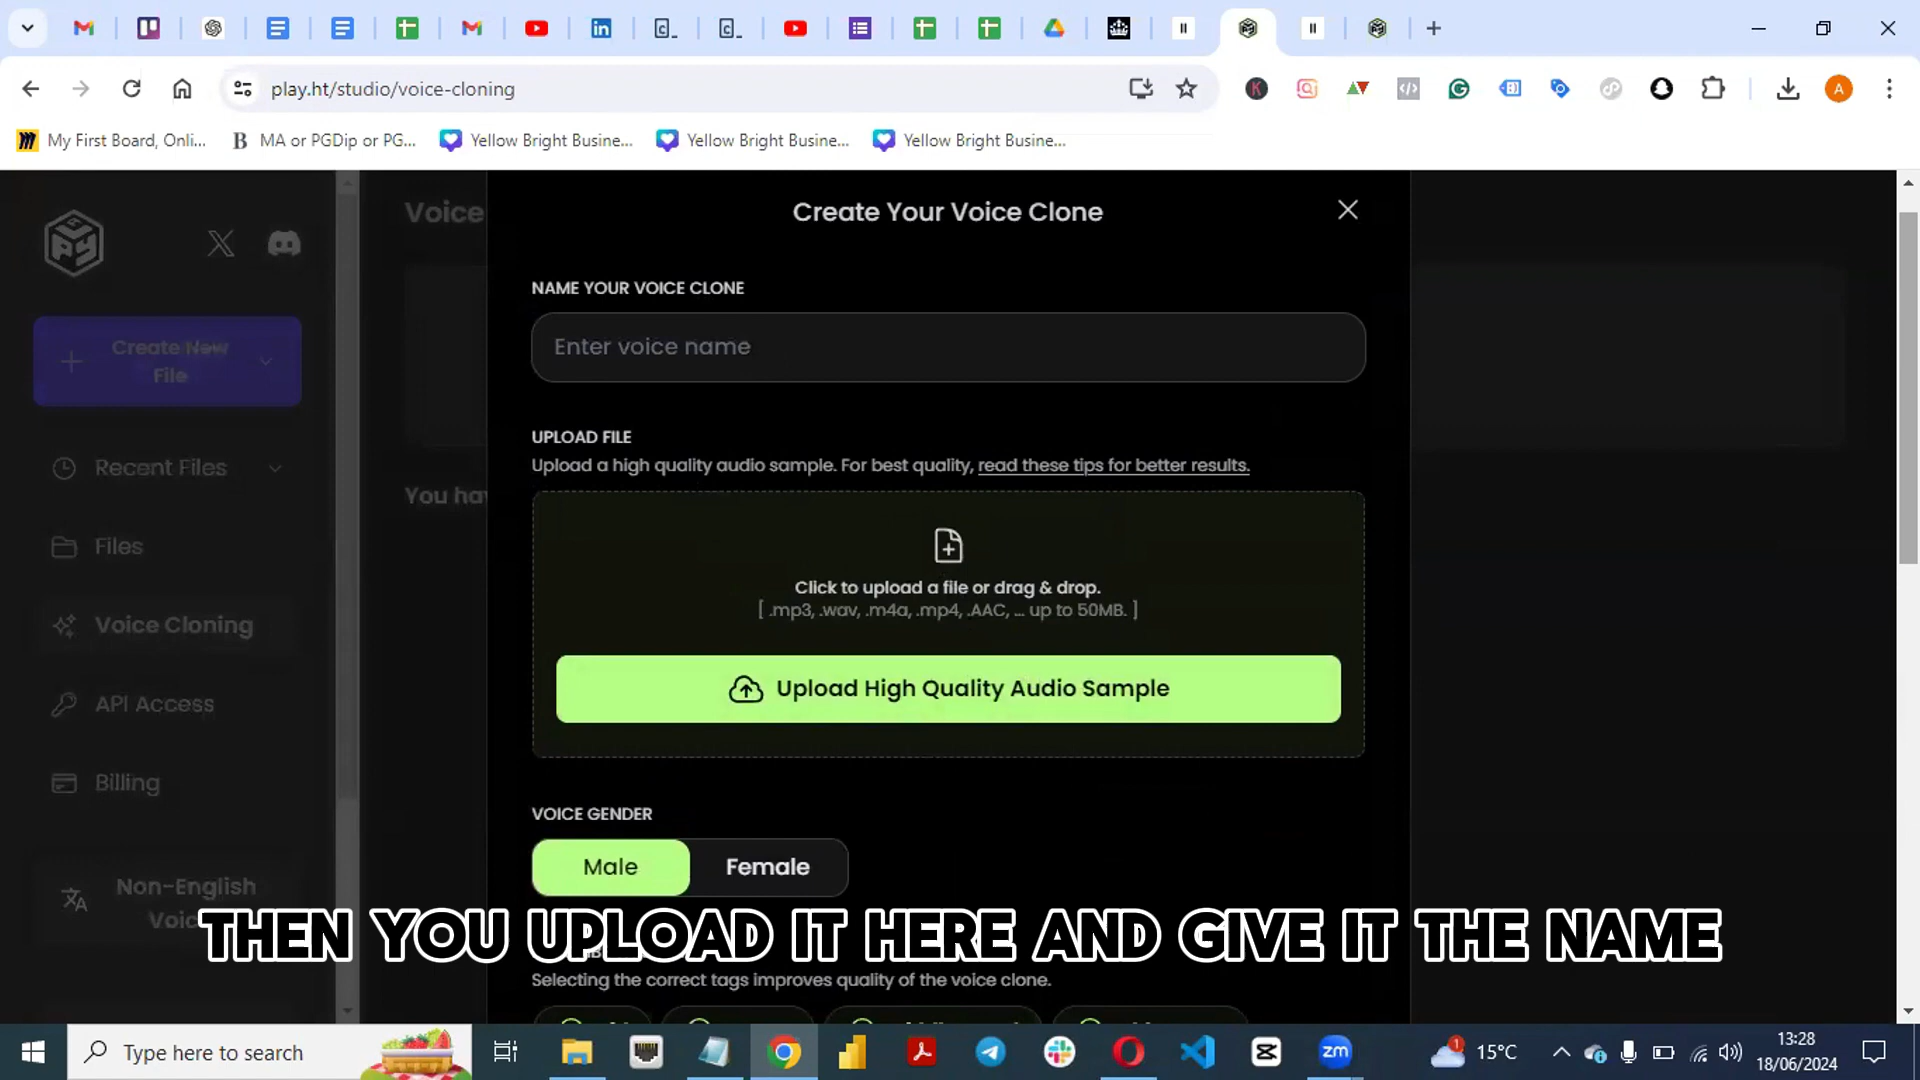 play.ht/studio/voice-cloning
My First Board, Onli...
MA or PGDip or PG...
Yellow Bright Busine...
Yellow Bright Busine...
Yellow Bright Busine...
Voice
Create Your Voice Clone
NAME YOUR VOICE CLONE
Create New
File
Enter voice name
UPLOAD FILE
Upload a high quality audio sample. For best quality, read these tips for better results.
Recent Files
You hav
Files
Click to upload a file or drag & drop.
[ .mp3, .wav, .m4a, .mp4, .AAC, ... up to 50MB. ]
Voice Cloning
Upload High Quality Audio Sample
API Access
Billing
VOICE GENDER
Male
Female
Non-English
Voic
THEN YOU UPLOAD IT HERE AND GIVE IT THE NAME
Selecting the correct tags improves quality of the voice clone.
Type here to search
zm
1
15°C
13:28
18/06/2024